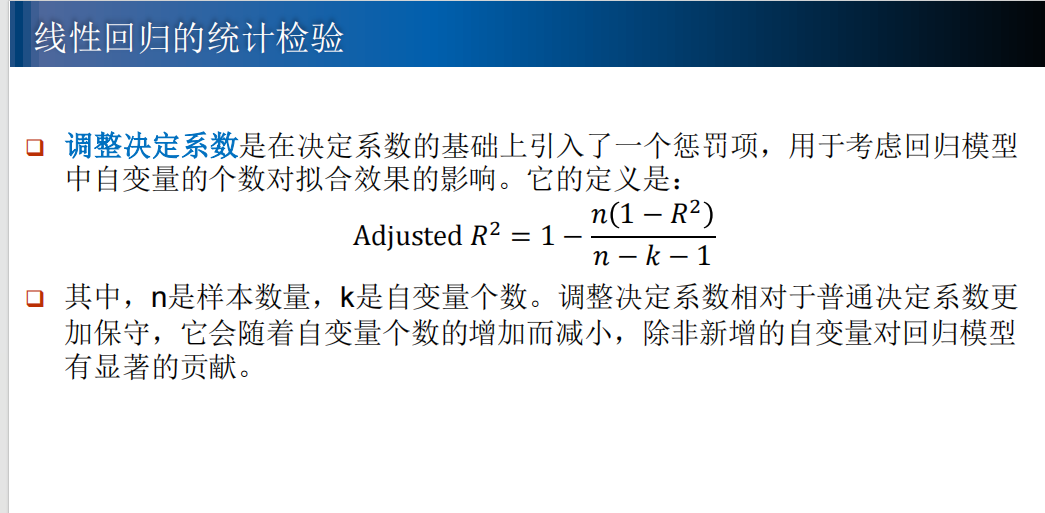 线性回归的统计检验
调整决定系数是在决定系数的基础上引入了一个惩罚项，用于考虑回归模型
中自变量的个数对拟合效果的影响。它的定义是：
Adjusted R² = 1 − n(1 − R²) / (n − k − 1)
其中，n是样本数量，k是自变量个数。调整决定系数相对于普通决定系数更
加保守，它会随着自变量个数的增加而减小，除非新增的自变量对回归模型
有显著的贡献。